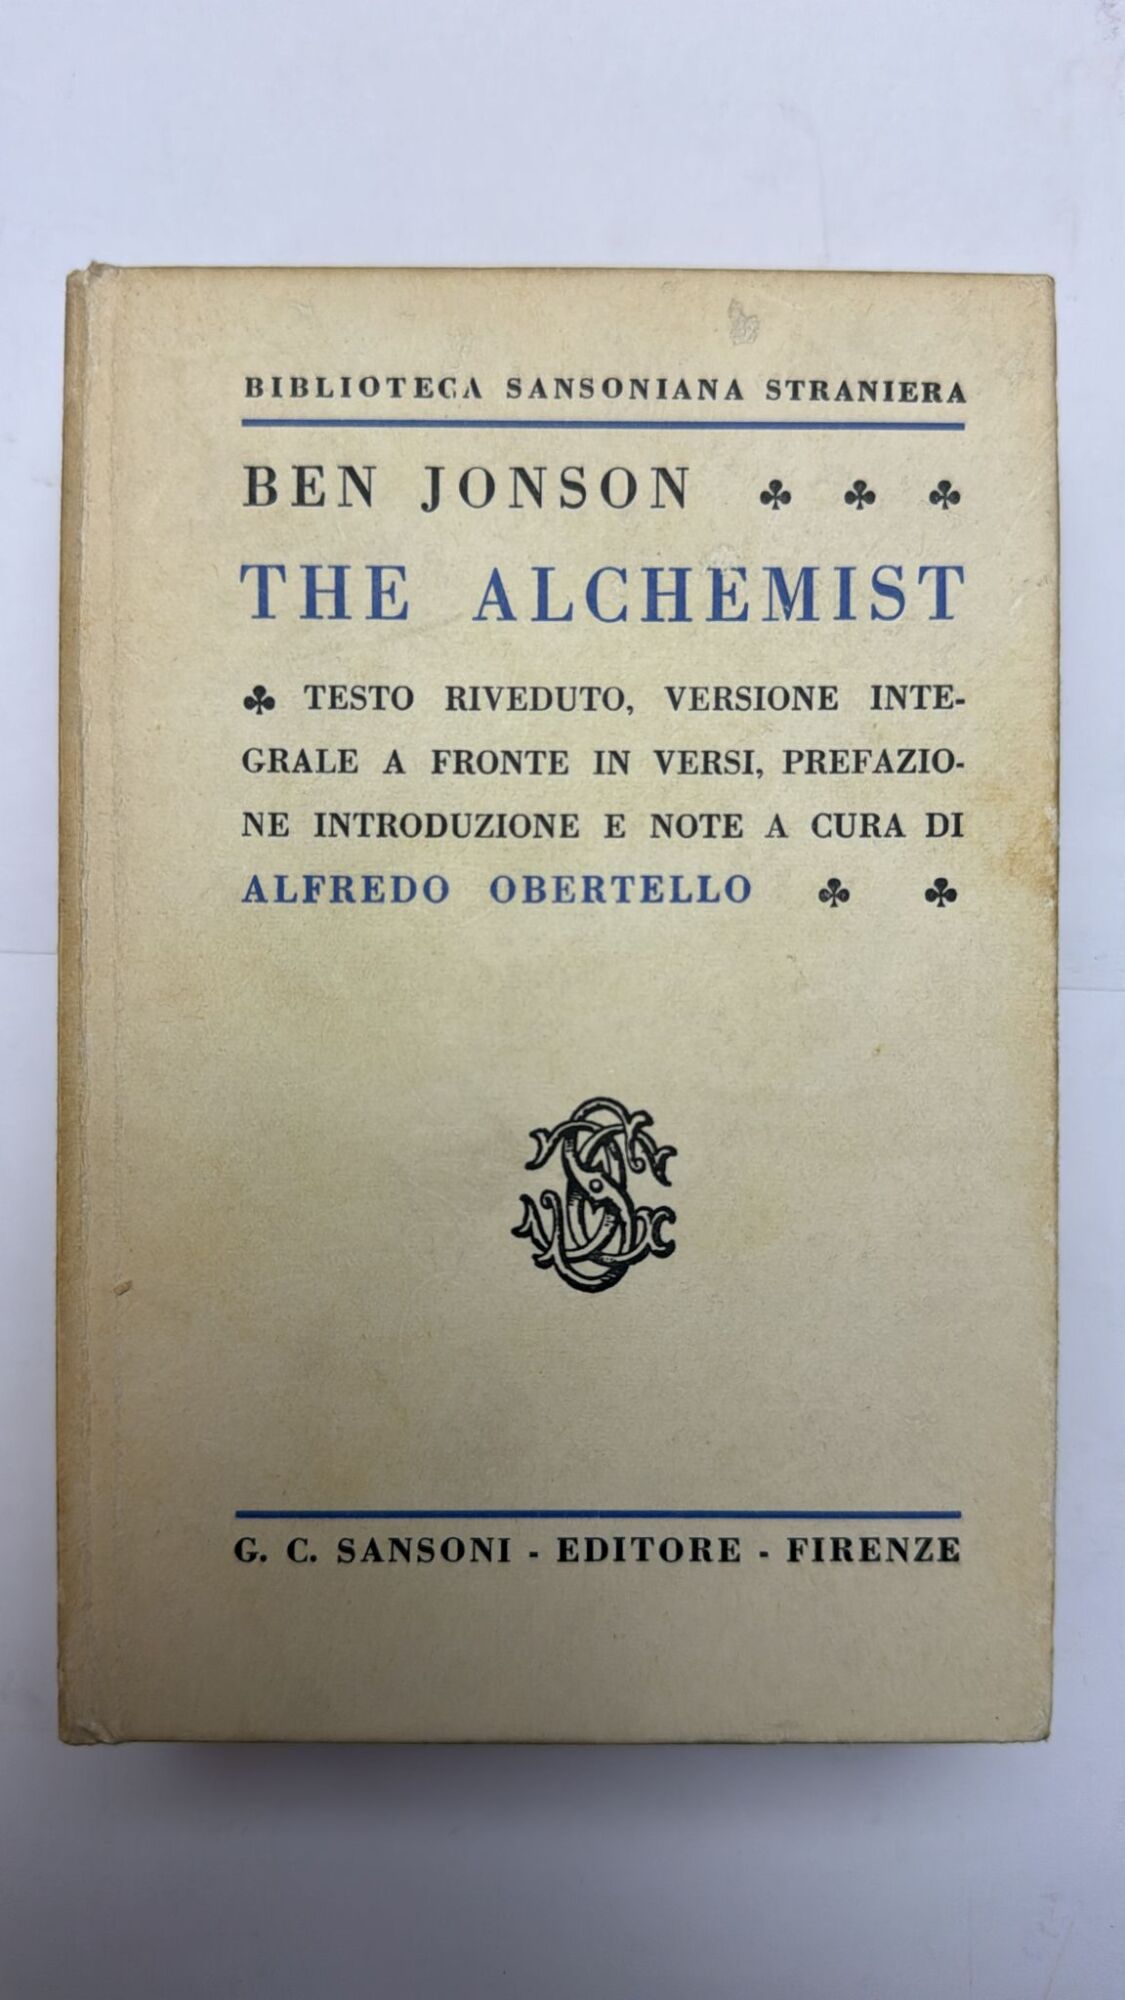 BIBLIOTECA SANSONIANA STRANIERA
BEN JONSON ♣ ♣ ♣
THE ALCHEMIST
♣ TESTO RIVEDUTO, VERSIONE INTE-
GRALE A FRONTE IN VERSI, PREFAZIO-
NE INTRODUZIONE E NOTE A CURA DI
ALFREDO OBERTELLO ♣ ♣
G. C. SANSONI - EDITORE - FIRENZE